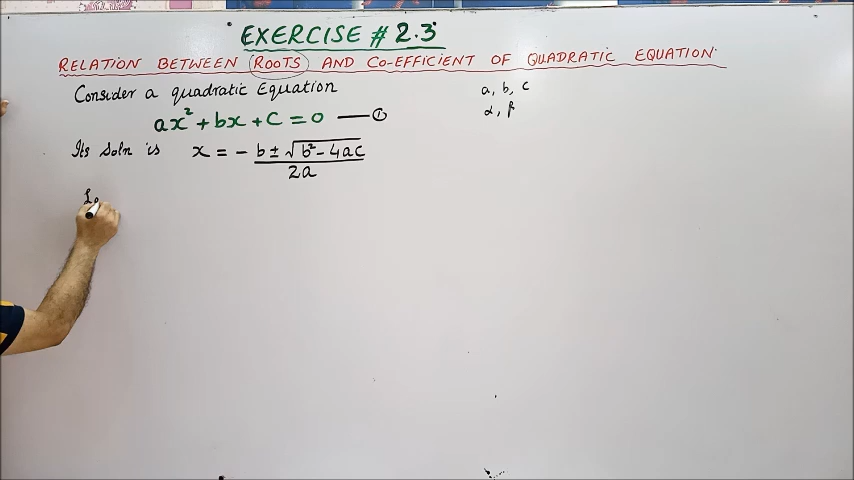 EXERCISE # 2.3
RELATION BETWEEN ROOTS AND CO-EFFICIENT OF QUADRATIC EQUATION.
Consider a quadratic Equation
a, b, c
α, β
ax² + bx + c = 0 —— ①
Its Soln is x = - b ± √b² - 4ac / 2a
Le